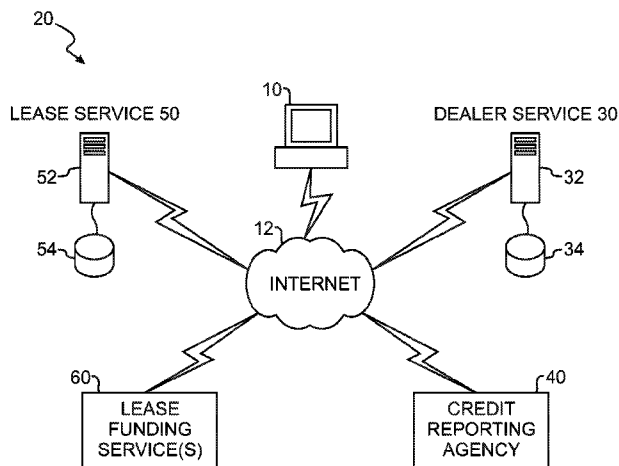 20
10
LEASE SERVICE 50
DEALER SERVICE 30
52
32
12
54
34
INTERNET
60
40
LEASE
FUNDING
SERVICE(S)
CREDIT
REPORTING
AGENCY